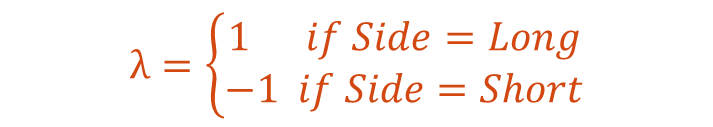 λ = { 1 if Side = Long
−1 if Side = Short